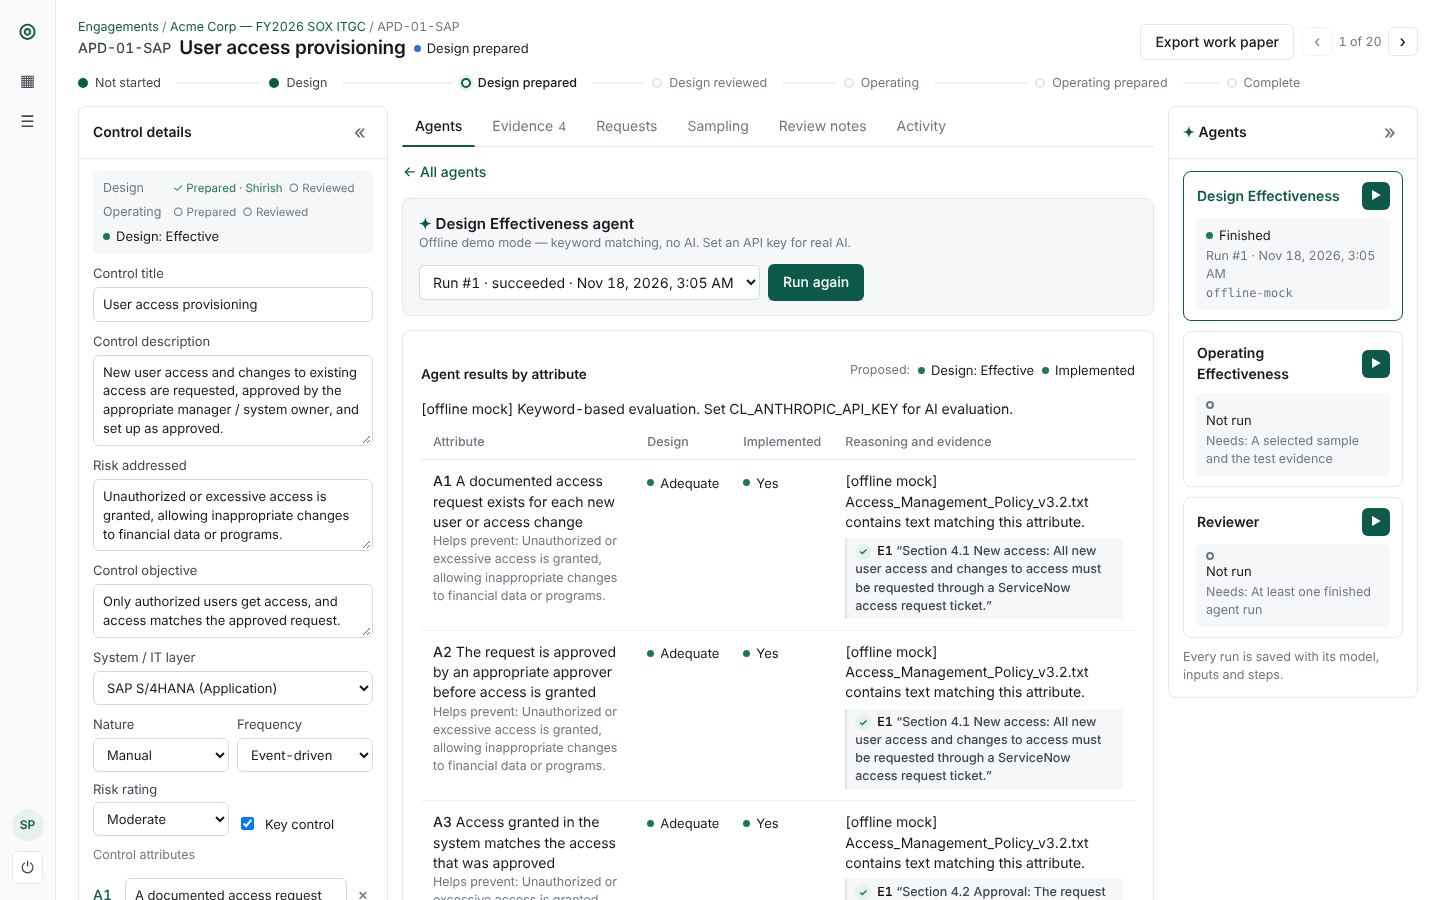 Engagements / Acme Corp — FY2026 SOX ITGC / APD-01-SAP
APD-01-SAP User access provisioning Design prepared
Export work paper
1 of 20
Not started Design Design prepared Design reviewed Operating Operating prepared Complete
Control details
Design ✓ Prepared · Shirish Reviewed
Operating Prepared Reviewed
Design: Effective
Control title
User access provisioning
Control description
New user access and changes to existing
access are requested, approved by the
appropriate manager / system owner, and
set up as approved.
Risk addressed
Unauthorized or excessive access is
granted, allowing inappropriate changes
to financial data or programs.
Control objective
Only authorized users get access, and
access matches the approved request.
System / IT layer
SAP S/4HANA (Application)
Nature Frequency
Manual Event-driven
Risk rating
Moderate Key control
Control attributes
A1 A documented access request ×
SP
Agents Evidence 4 Requests Sampling Review notes Activity
← All agents
✦ Design Effectiveness agent
Offline demo mode — keyword matching, no AI. Set an API key for real AI.
Run #1 · succeeded · Nov 18, 2026, 3:05 AM Run again
Agent results by attribute Proposed: Design: Effective Implemented
[offline mock] Keyword-based evaluation. Set CL_ANTHROPIC_API_KEY for AI evaluation.
Attribute Design Implemented Reasoning and evidence
A1 A documented access
request exists for each new
user or access change
Helps prevent: Unauthorized or
excessive access is granted,
allowing inappropriate changes
to financial data or programs.
Adequate Yes
[offline mock]
Access_Management_Policy_v3.2.txt
contains text matching this attribute.
✓ E1 “Section 4.1 New access: All new
user access and changes to access must
be requested through a ServiceNow
access request ticket.”
A2 The request is approved
by an appropriate approver
before access is granted
Helps prevent: Unauthorized or
excessive access is granted,
allowing inappropriate changes
to financial data or programs.
Adequate Yes
[offline mock]
Access_Management_Policy_v3.2.txt
contains text matching this attribute.
✓ E1 “Section 4.1 New access: All new
user access and changes to access must
be requested through a ServiceNow
access request ticket.”
A3 Access granted in the
system matches the access
that was approved
Helps prevent: Unauthorized or
excessive access is granted,
Adequate Yes
[offline mock]
Access_Management_Policy_v3.2.txt
contains text matching this attribute.
✓ E1 “Section 4.2 Approval: The request
✦ Agents
Design Effectiveness
Finished
Run #1 · Nov 18, 2026, 3:05
AM
offline-mock
Operating
Effectiveness
Not run
Needs: A selected sample
and the test evidence
Reviewer
Not run
Needs: At least one finished
agent run
Every run is saved with its model,
inputs and steps.